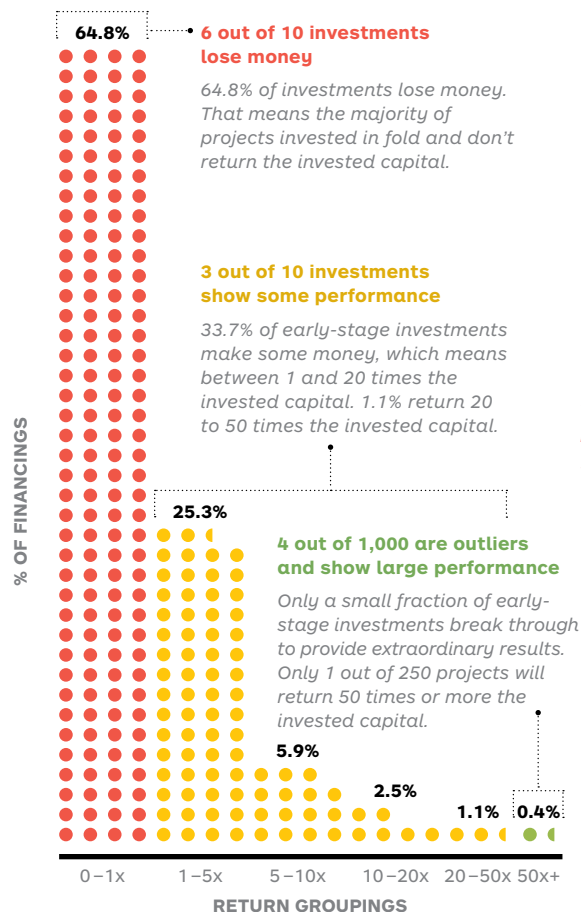 64.8%
6 out of 10 investments
lose money
64.8% of investments lose money.
That means the majority of
projects invested in fold and don't
return the invested capital.
3 out of 10 investments
show some performance
33.7% of early-stage investments
make some money, which means
between 1 and 20 times the
invested capital. 1.1% return 20
to 50 times the invested capital.
% OF FINANCINGS
25.3%
4 out of 1,000 are outliers
and show large performance
Only a small fraction of early-
stage investments break through
to provide extraordinary results.
Only 1 out of 250 projects will
return 50 times or more the
invested capital.
5.9%
2.5%
1.1%
0.4%
0–1x 1–5x 5–10x 10–20x 20–50x 50x+
RETURN GROUPINGS